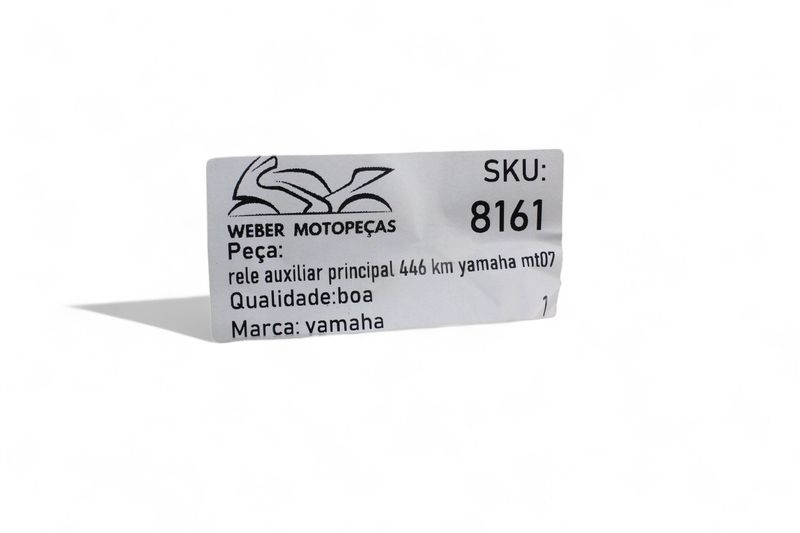 WEBER MOTOPEÇAS
SKU:
8161
Peça:
rele auxiliar principal 446 km yamaha mt07
Qualidade:boa
1
Marca: yamaha